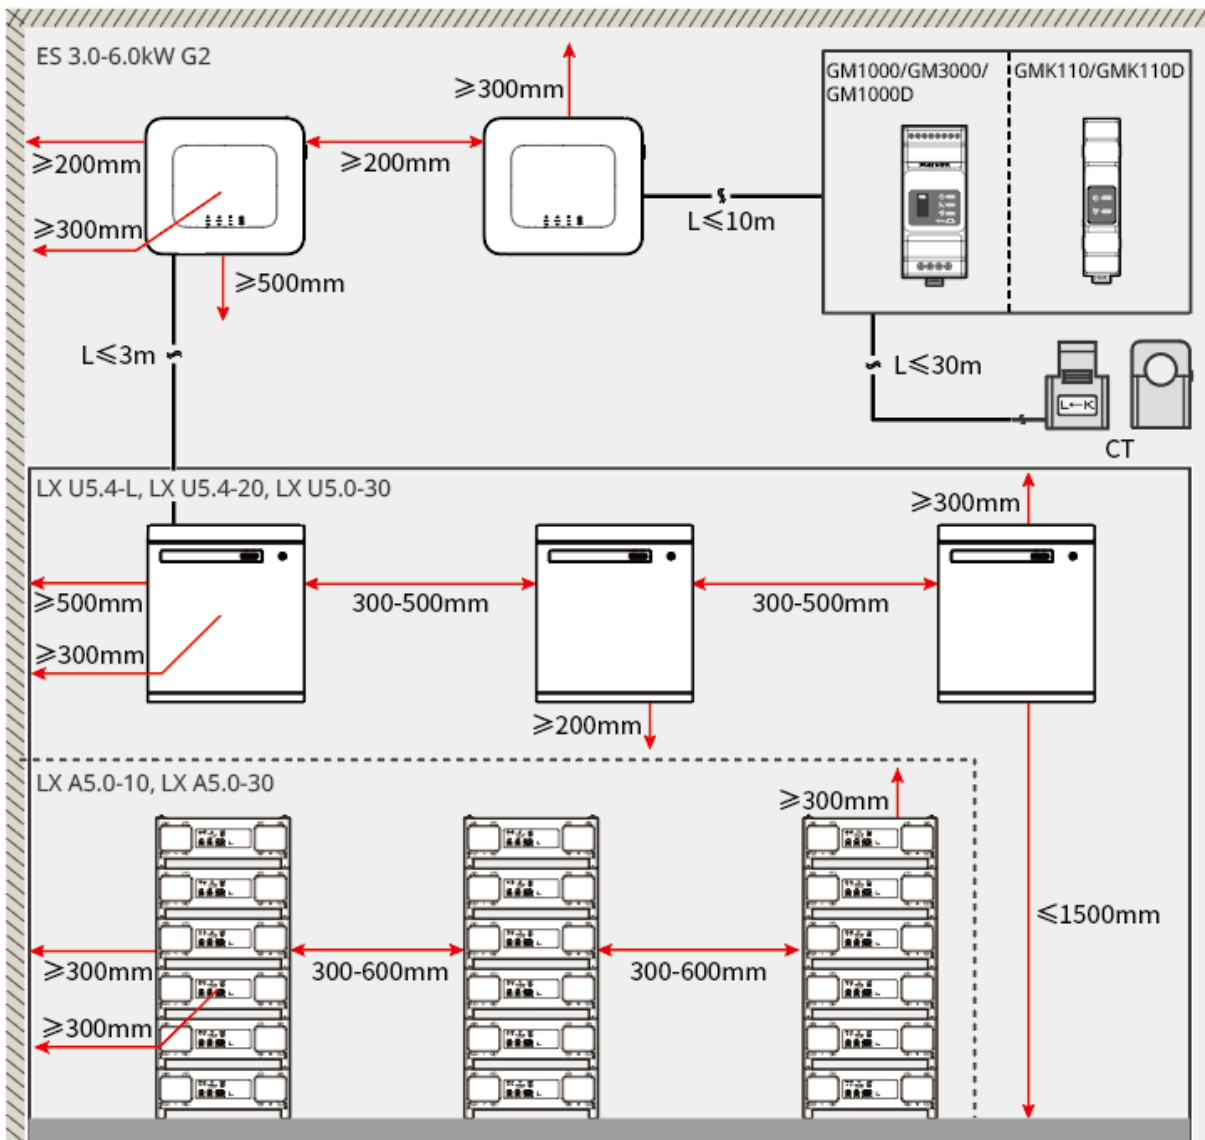 ES 3.0-6.0kW G2
≥300mm
GM1000/GM3000/
GM1000D
GMK110/GMK110D
≥200mm
≥200mm
L≤10m
≥300mm
≥500mm
L≤3m
L≤30m
L←K
CT
LX U5.4-L, LX U5.4-20, LX U5.0-30
≥300mm
≥500mm
300-500mm
300-500mm
≥300mm
≥200mm
LX A5.0-10, LX A5.0-30
≥300mm
≤1500mm
≥300mm
300-600mm
300-600mm
≥300mm